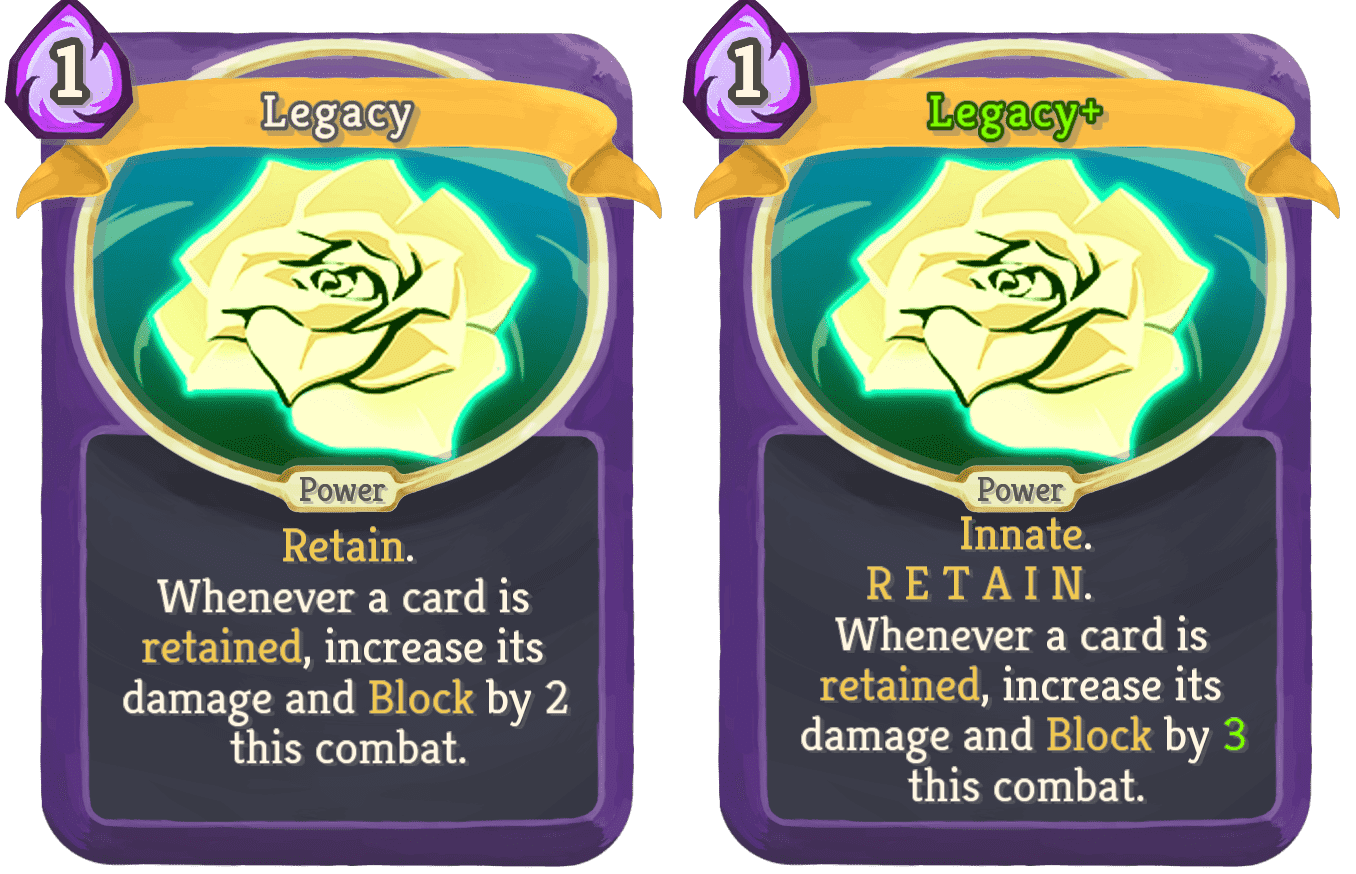 1
Legacy
Power
Retain.
Whenever a card is
retained, increase its
damage and Block by 2
this combat.
1
Legacy+
Power
Innate.
R E T A I N.
Whenever a card is
retained, increase its
damage and Block by 3
this combat.